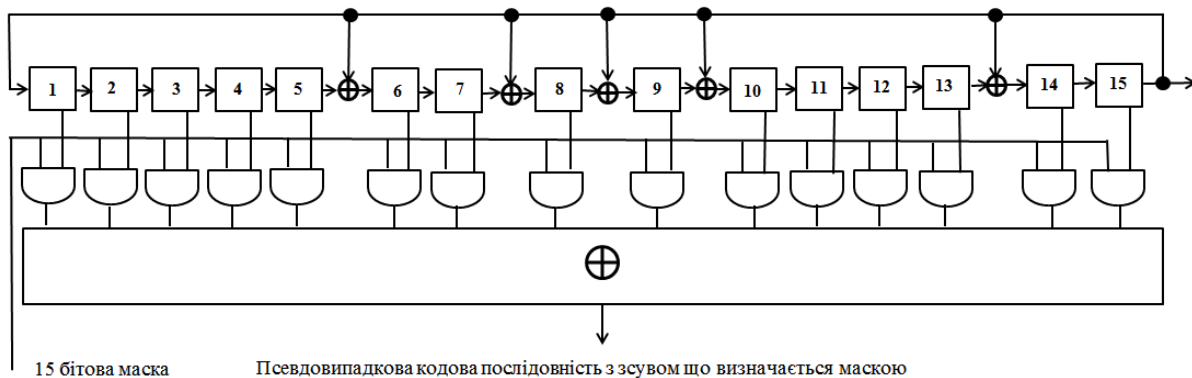 1 2 3 4 5 6 7 8 9 10 11 12 13 14 15
15 бітова маска Псевдовипадкова кодова послідовність з зсувом що визначається маскою